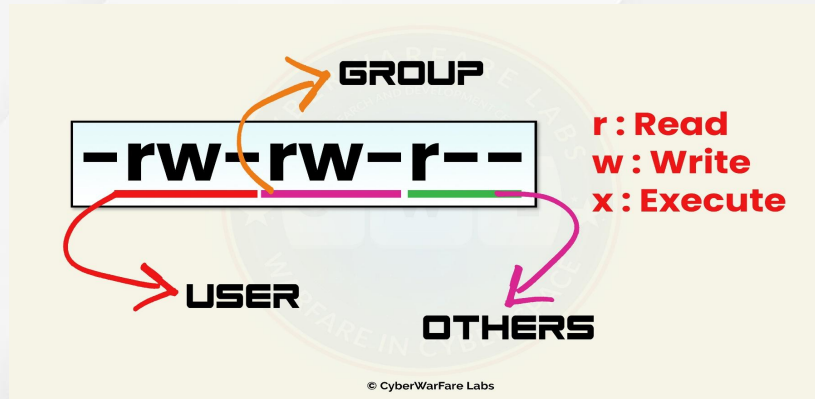 GROUP
-rw-rw-r--
r : Read
w : Write
x : Execute
USER
OTHERS
© CyberWarFare Labs